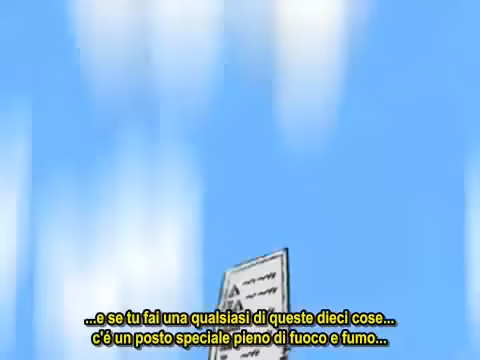 ...e se tu fai una qualsiasi di queste dieci cose...
c'é un posto speciale pieno di fuoco e fumo...